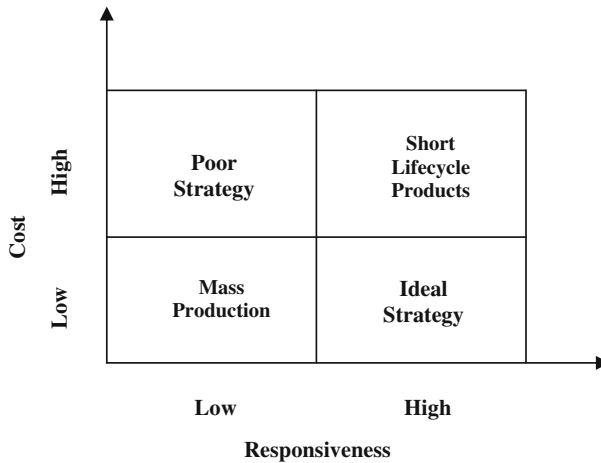 Cost
High
Low
Poor
Strategy
Short
Lifecycle
Products
Mass
Production
Ideal
Strategy
Low
High
Responsiveness